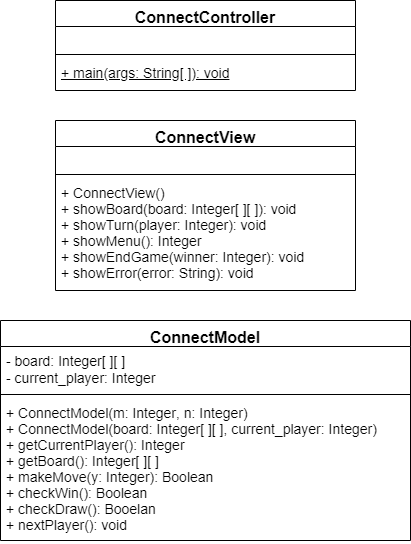 ConnectController
+ main(args: String[ ]): void
ConnectView
+ ConnectView()
+ showBoard(board: Integer[ ][ ]): void
+ showTurn(player: Integer): void
+ showMenu(): Integer
+ showEndGame(winner: Integer): void
+ showError(error: String): void
ConnectModel
- board: Integer[ ][ ]
- current_player: Integer
+ ConnectModel(m: Integer, n: Integer)
+ ConnectModel(board: Integer[ ][ ], current_player: Integer)
+ getCurrentPlayer(): Integer
+ getBoard(): Integer[ ][ ]
+ makeMove(y: Integer): Boolean
+ checkWin(): Boolean
+ checkDraw(): Booelan
+ nextPlayer(): void